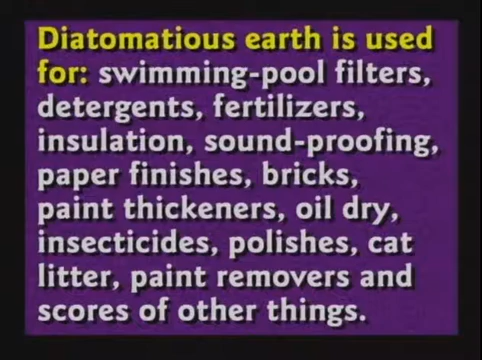 Diatomatious earth is used
for: swimming-pool filters,
detergents, fertilizers,
insulation, sound-proofing,
paper finishes, bricks,
paint thickeners, oil dry,
insecticides, polishes, cat
litter, paint removers and
scores of other things.